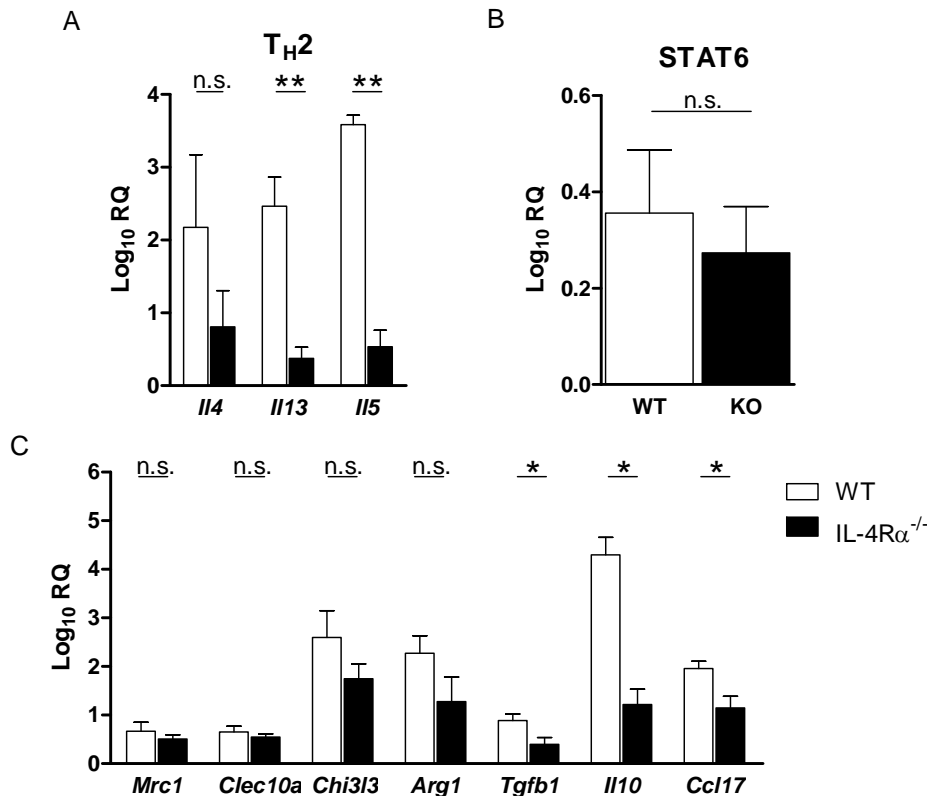 A
T_H2
n.s.
**
**
4
3
2
1
0
Log10 RQ
Il4
Il13
Il5
B
STAT6
n.s.
0.6
0.4
0.2
0.0
Log10 RQ
WT
KO
C
n.s.
n.s.
n.s.
n.s.
*
*
*
6
5
4
3
2
1
0
Log10 RQ
Mrc1
Clec10a
Chi3l3
Arg1
Tgfb1
Il10
Ccl17
WT
IL-4Rα-/-